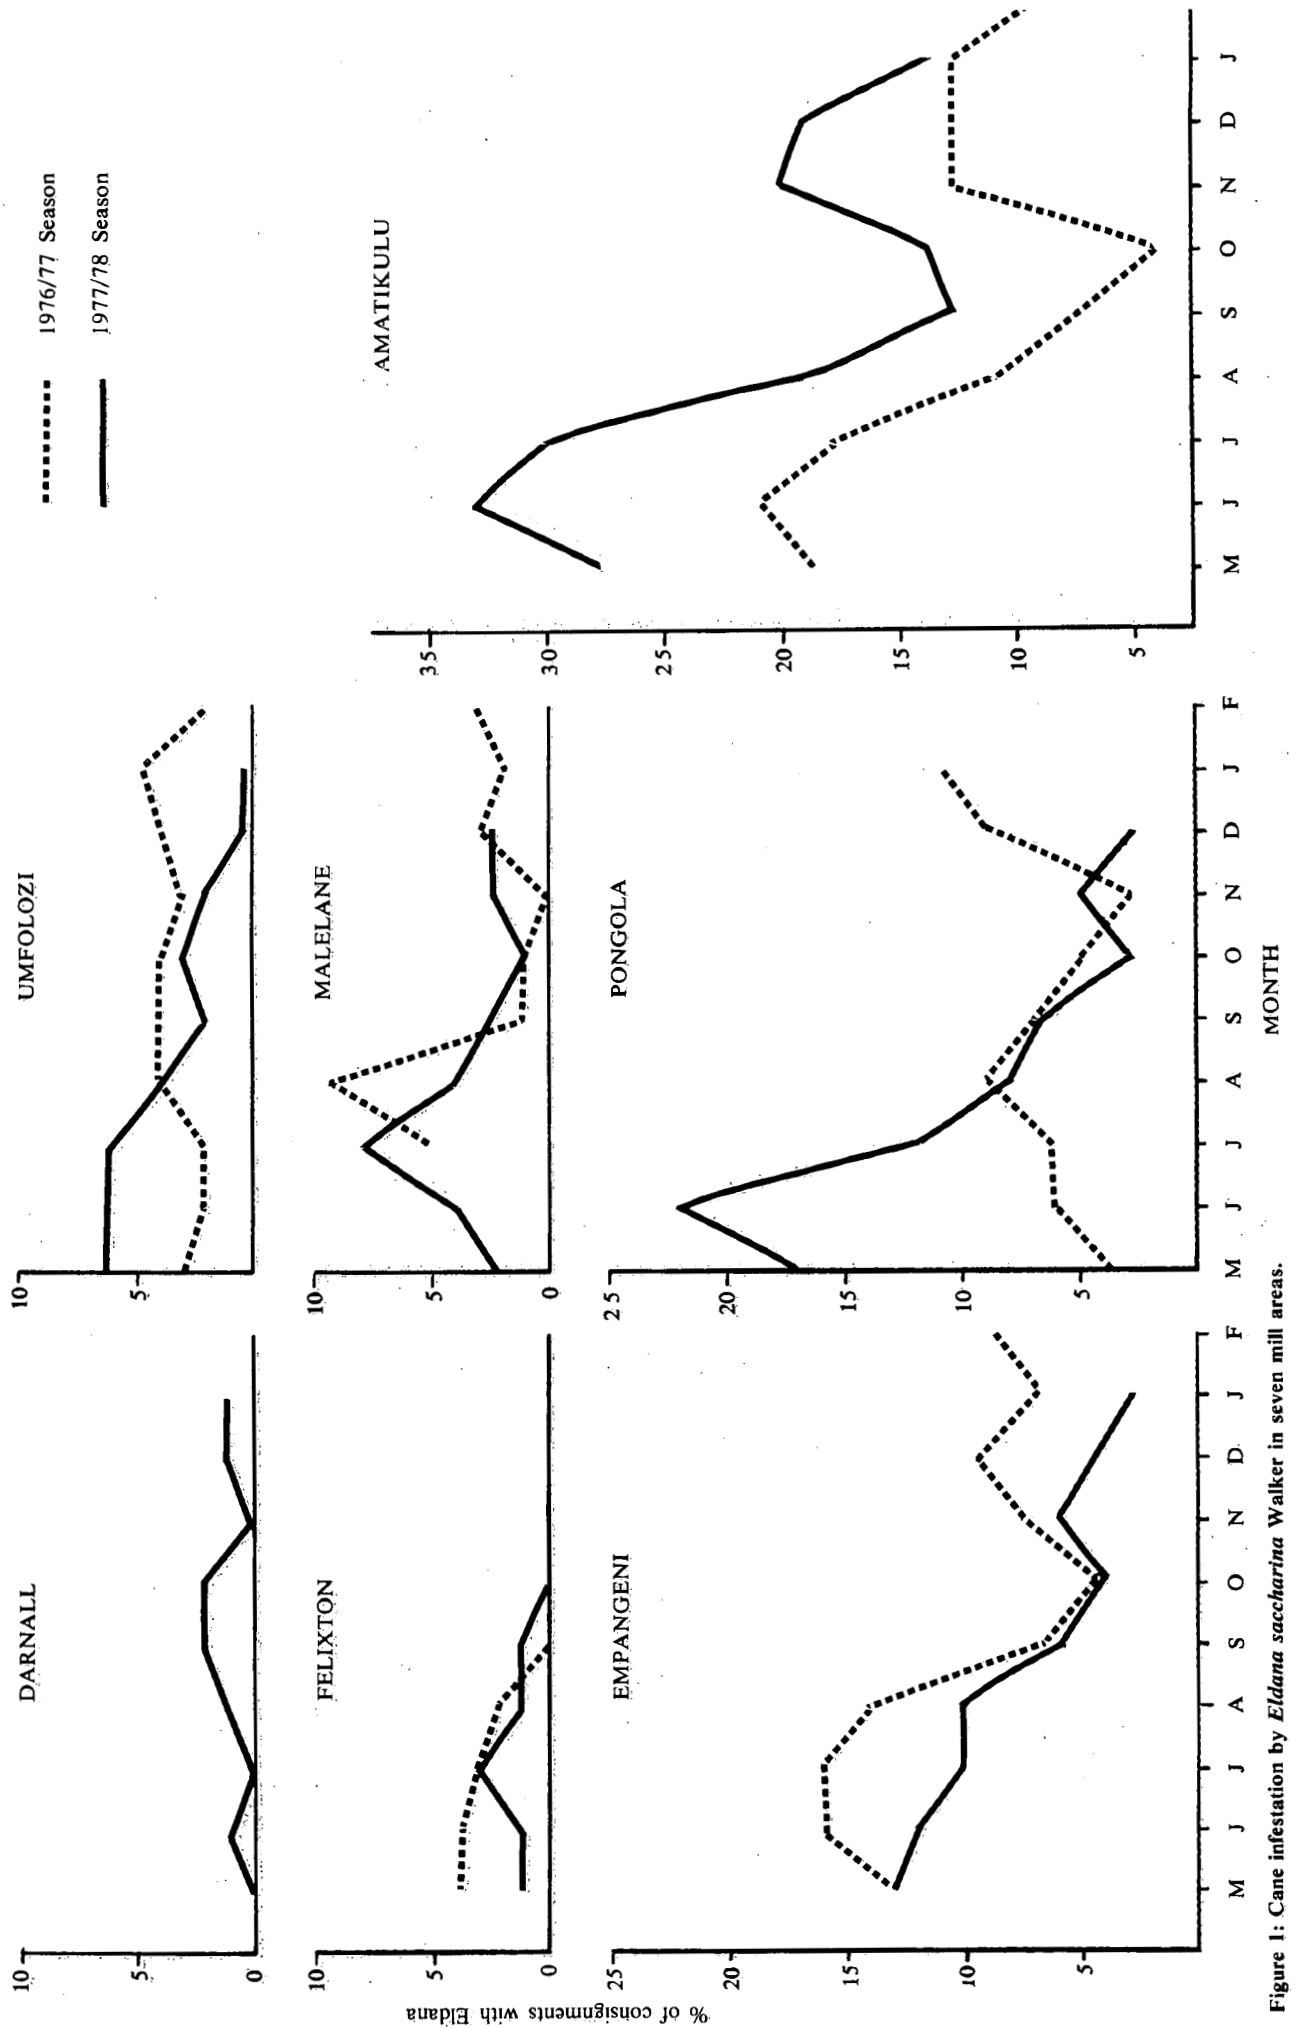 1976/77 Season
1977/78 Season
DARNALL
10
5
0
UMFOLOZI
10
5
FELIXTON
10
5
0
MALELANE
10
5
0
AMATIKULU
35
30
25
20
15
10
5
M J J A S O N D J
EMPANGENI
25
20
15
10
5
M J J A S O N D J F
PONGOLA
25
20
15
10
5
M J J A S O N D J F
% of consignments with Eldana
MONTH
Figure 1: Cane infestation by Eldana saccharina Walker in seven mill areas.